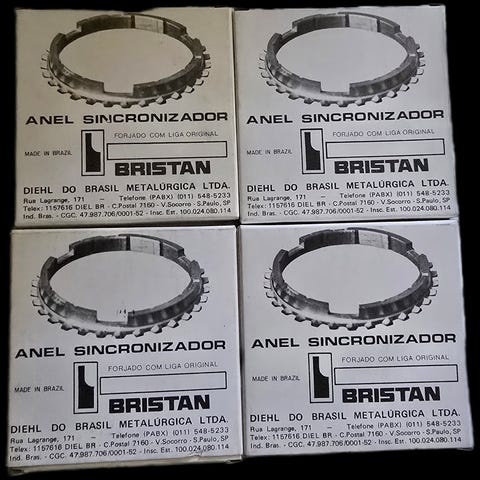 ANEL SINCRONIZADOR
FORJADO COM LIGA ORIGINAL
MADE IN BRAZIL
BRISTAN
DIEHL DO BRASIL METALÚRGICA LTDA.
Rua Lagrange, 171 — Telefone (PABX) (011) 548-5233
Telex: 1157616 DIEL BR - C.Postal 7160 - V.Socorro - S.Paulo, SP
Ind. Bras. - CGC. 47.987.706/0001-52 - Insc. Est. 100.024.080.114
ANEL SINCRONIZADOR
FORJADO COM LIGA ORIGINAL
MADE IN BRAZIL
BRISTAN
DIEHL DO BRASIL METALÚRGICA LTDA.
Rua Lagrange, 171 — Telefone (PABX) (011) 548-5233
Telex: 1157616 DIEL BR - C.Postal 7160 - V.Socorro - S.Paulo, SP
Ind. Bras. - CGC. 47.987.706/0001-52 - Insc. Est. 100.024.080.114
ANEL SINCRONIZADOR
FORJADO COM LIGA ORIGINAL
MADE IN BRAZIL
BRISTAN
DIEHL DO BRASIL METALÚRGICA LTDA.
Rua Lagrange, 171 — Telefone (PABX) (011) 548-5233
Telex: 1157616 DIEL BR - C.Postal 7160 - V.Socorro - S.Paulo, SP
Ind. Bras. - CGC. 47.987.706/0001-52 - Insc. Est. 100.024.080.114
ANEL SINCRONIZADOR
FORJADO COM LIGA ORIGINAL
MADE IN BRAZIL
BRISTAN
DIEHL DO BRASIL METALÚRGICA LTDA.
Rua Lagrange, 171 — Telefone (PABX) (011) 548-5233
Telex: 1157616 DIEL BR - C.Postal 7160 - V.Socorro - S.Paulo, SP
Ind. Bras. - CGC. 47.987.706/0001-52 - Insc. Est. 100.024.080.114